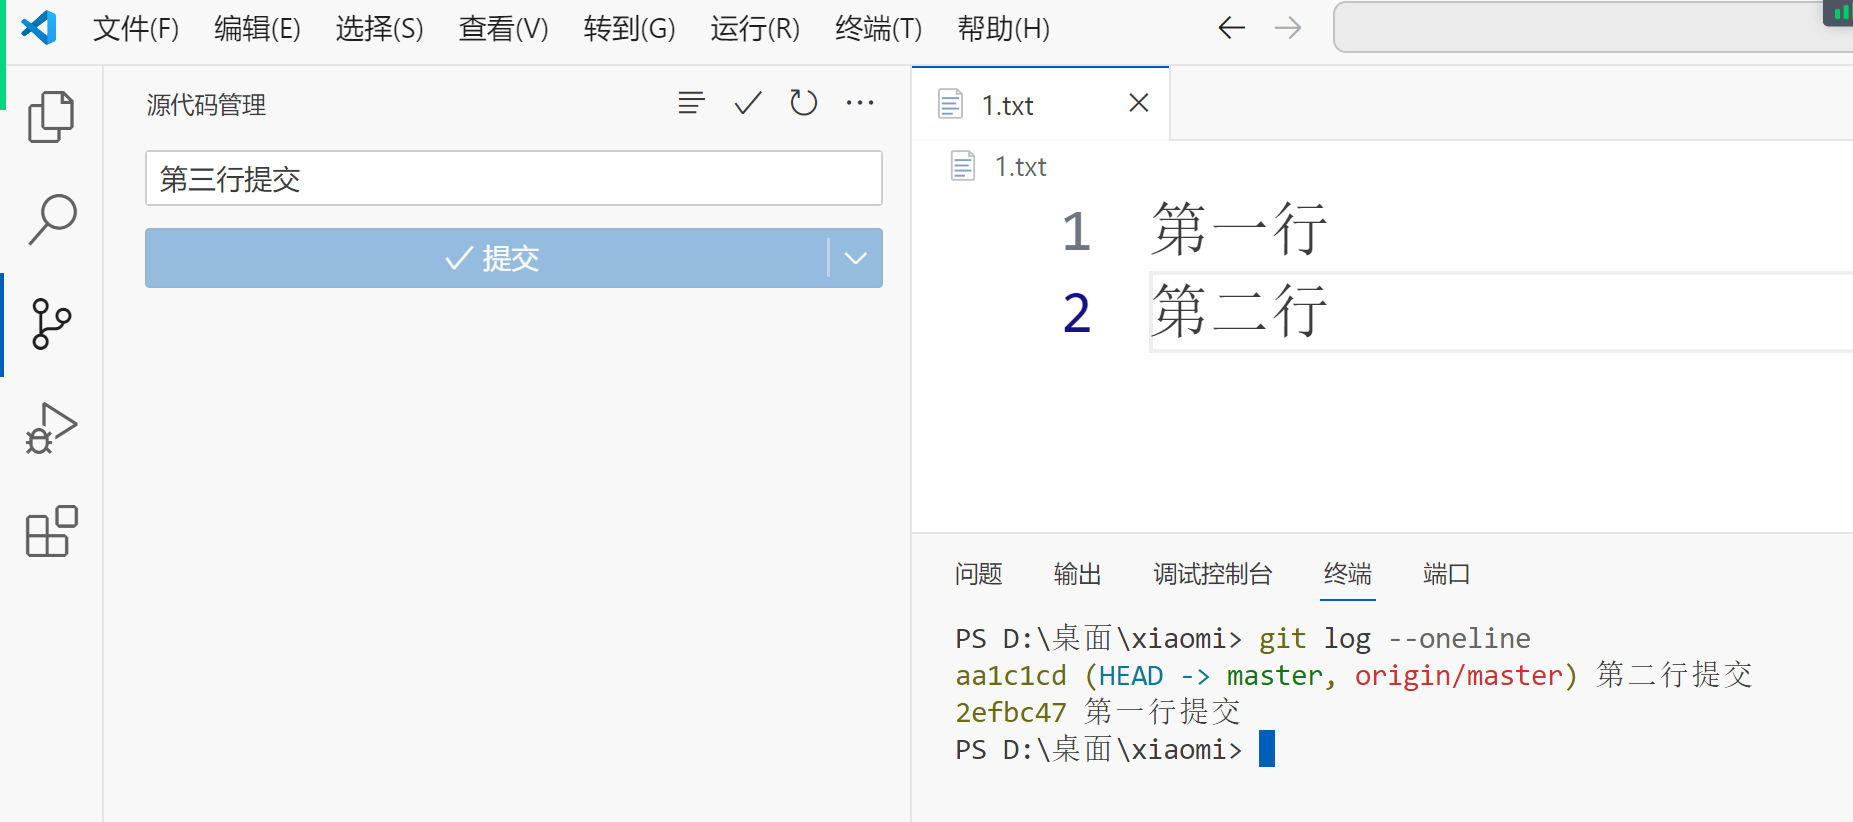 文件(F) 编辑(E) 选择(S) 查看(V) 转到(G) 运行(R) 终端(T) 帮助(H)
源代码管理
第三行提交
提交
1.txt
1.txt
1 第一行
2 第二行
问题 输出 调试控制台 终端 端口
PS D:\桌面\xiaomi> git log --oneline
aa1c1cd (HEAD -> master, origin/master) 第二行提交
2efbc47 第一行提交
PS D:\桌面\xiaomi>